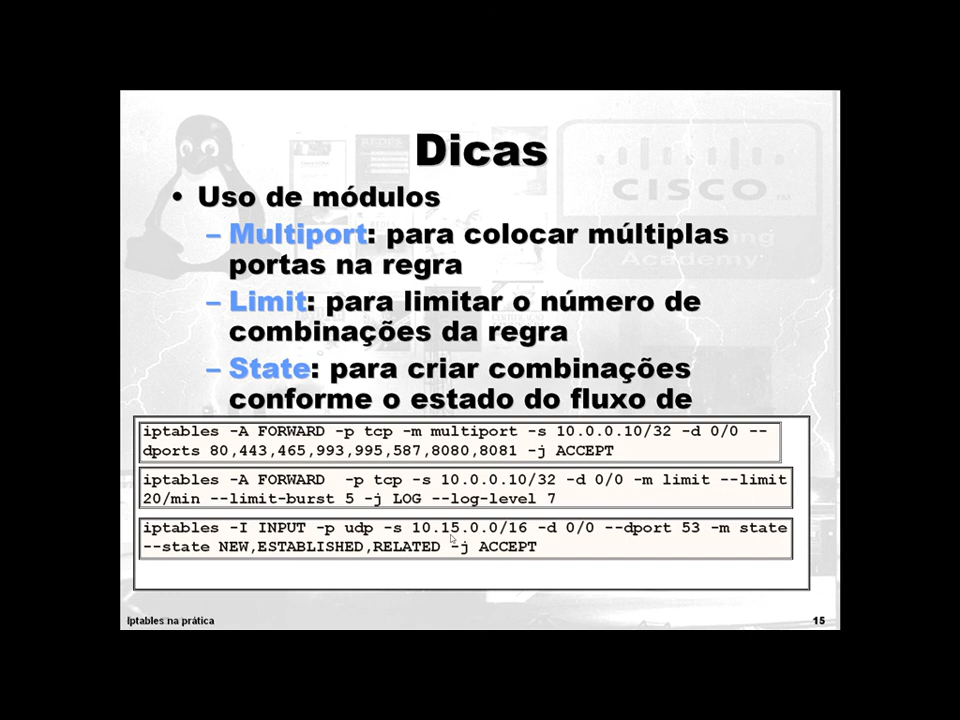 Dicas
• Uso de módulos
– Multiport: para colocar múltiplas
portas na regra
– Limit: para limitar o número de
combinações da regra
– State: para criar combinações
conforme o estado do fluxo de
iptables -A FORWARD -p tcp -m multiport -s 10.0.0.10/32 -d 0/0 --
dports 80,443,465,993,995,587,8080,8081 -j ACCEPT
iptables -A FORWARD -p tcp -s 10.0.0.10/32 -d 0/0 -m limit --limit
20/min --limit-burst 5 -j LOG --log-level 7
iptables -I INPUT -p udp -s 10.15.0.0/16 -d 0/0 --dport 53 -m state
--state NEW,ESTABLISHED,RELATED -j ACCEPT
CISCO
Academy
Iptables na prática
15